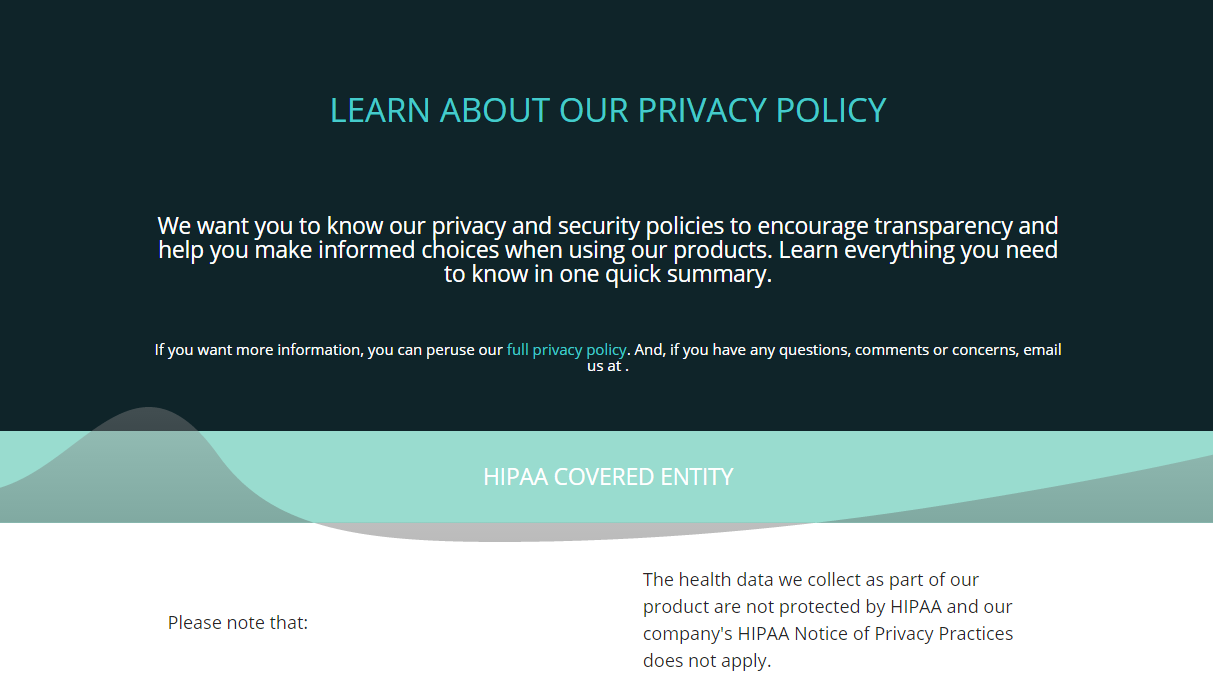 LEARN ABOUT OUR PRIVACY POLICY
We want you to know our privacy and security policies to encourage transparency and
help you make informed choices when using our products. Learn everything you need
to know in one quick summary.
If you want more information, you can peruse our full privacy policy. And, if you have any questions, comments or concerns, email
us at .
HIPAA COVERED ENTITY
Please note that:
The health data we collect as part of our
product are not protected by HIPAA and our
company's HIPAA Notice of Privacy Practices
does not apply.